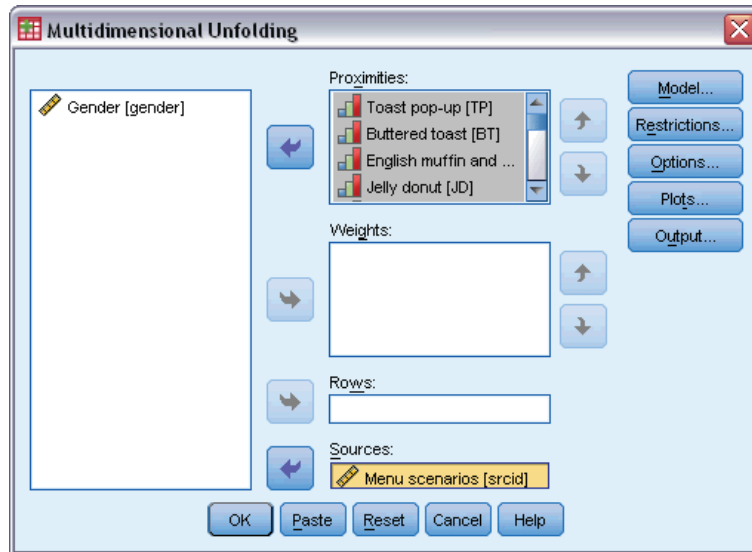 Multidimensional Unfolding
Gender [gender]
Proximities:
Toast pop-up [TP]
Buttered toast [BT]
English muffin and ...
Jelly donut [JD]
Weights:
Rows:
Sources:
Menu scenarios [srcid]
Model...
Restrictions...
Options...
Plots...
Output...
OK
Paste
Reset
Cancel
Help